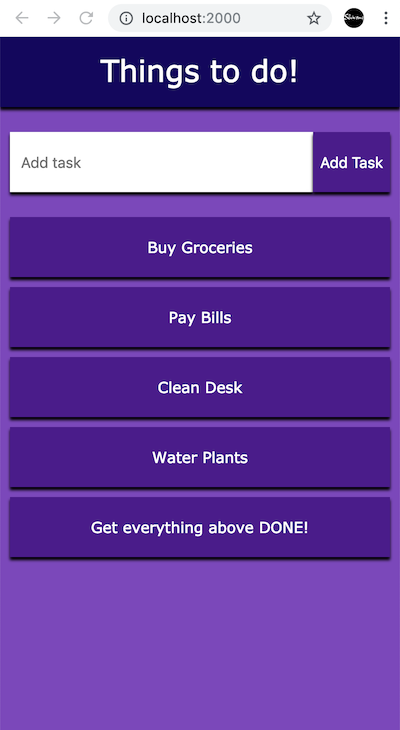 localhost:2000
Things to do!
Add task
Add Task
Buy Groceries
Pay Bills
Clean Desk
Water Plants
Get everything above DONE!